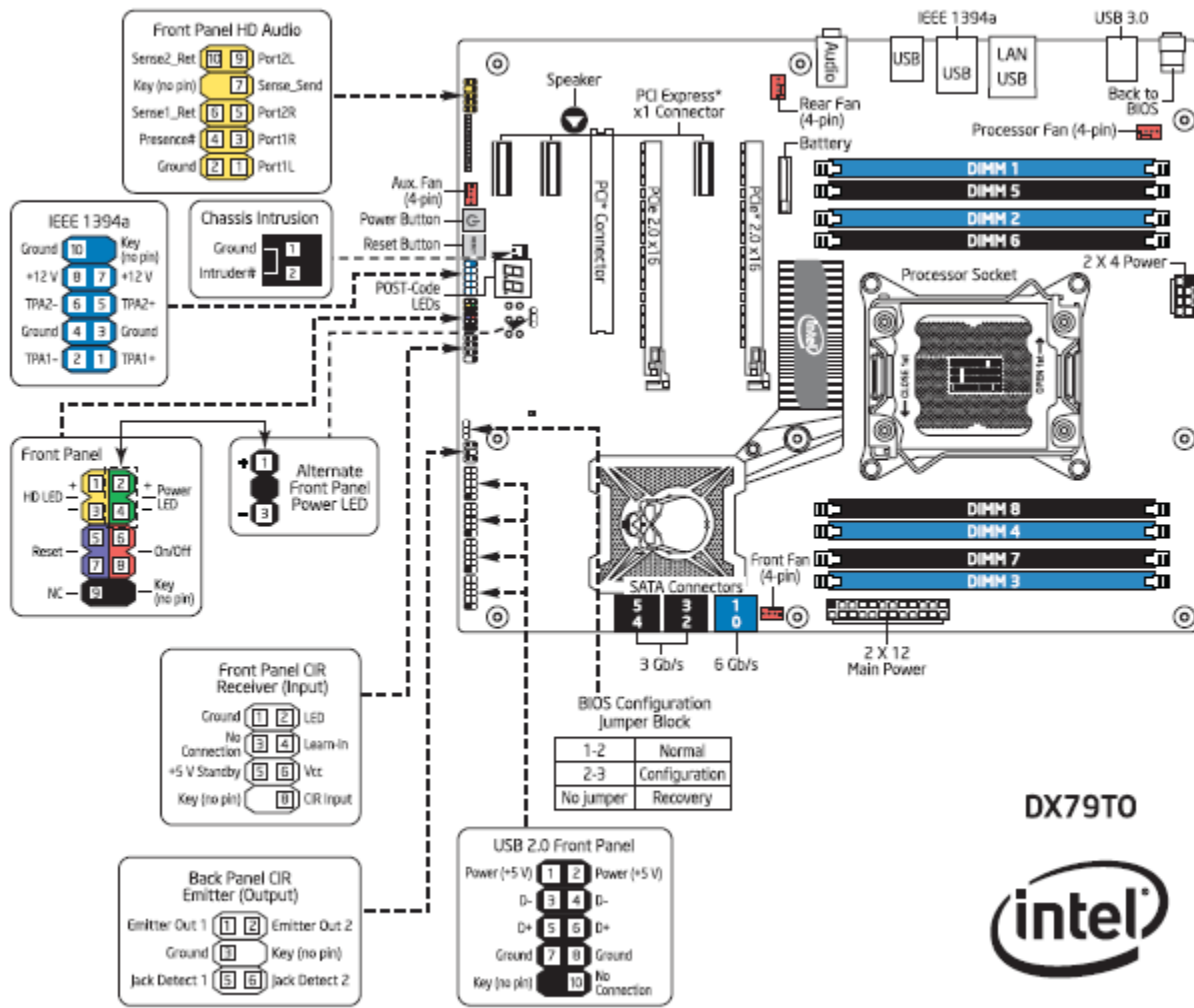 Front Panel HD Audio
Sense2_Ret 10 9 Port2L
Key (no pin) 7 Sense_Send
Sense1_Ret 6 5 Port2R
Presence# 4 3 Port1R
Ground 2 1 Port1L
IEEE 1394a
Ground 10 Key (no pin)
+12 V 8 7 +12 V
TPA2- 6 5 TPA2+
Ground 4 3 Ground
TPA1- 2 1 TPA1+
Chassis Intrusion
Ground 1
Intruder# 2
Front Panel
HD LED + - 1 2 + - Power LED
3 4
Reset 5 6 On/Off
7 8
NC 9 Key (no pin)
+ 1
- 3
Alternate
Front Panel
Power LED
Front Panel CIR
Receiver (Input)
Ground 1 2 LED
No Connection 3 4 Learn-In
+5 V Standby 5 6 Vcc
Key (no pin) 8 CIR Input
Back Panel CIR
Emitter (Output)
Emitter Out 1 1 2 Emitter Out 2
Ground 3 Key (no pin)
Jack Detect 1 5 6 Jack Detect 2
USB 2.0 Front Panel
Power (+5 V) 1 2 Power (+5 V)
D- 3 4 D-
D+ 5 6 D+
Ground 7 8 Ground
Key (no pin) 10 No Connection
BIOS Configuration
Jumper Block
1-2 Normal
2-3 Configuration
No jumper Recovery
Speaker
PCI Express*
x1 Connector
Audio
USB
IEEE 1394a
USB
LAN
USB
USB 3.0
Back to
BIOS
Rear Fan
(4-pin)
Processor Fan (4-pin)
Battery
Aux. Fan
(4-pin)
Power Button
Reset Button
POST-Code
LEDs
8.8.
PCI* Connector
PCIe 2.0 x16
PCIe* 2.0 x16
DIMM 1
DIMM 5
DIMM 2
DIMM 6
2 X 4 Power
Processor Socket
CLOSE 1st
OPEN 1st
intel
DIMM 8
DIMM 4
DIMM 7
DIMM 3
Front Fan
(4-pin)
SATA Connectors
5 3 1
4 2 0
3 Gb/s 6 Gb/s
2 X 12
Main Power
DX79TO
intel